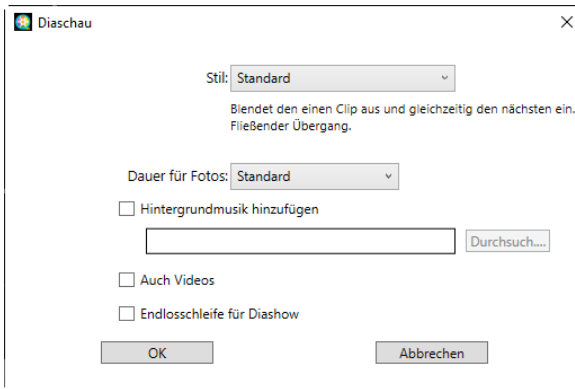 Diaschau
Stil: Standard
Blendet den einen Clip aus und gleichzeitig den nächsten ein.
Fließender Übergang.
Dauer für Fotos: Standard
Hintergrundmusik hinzufügen
Durchsuch....
Auch Videos
Endlosschleife für Diashow
OK Abbrechen